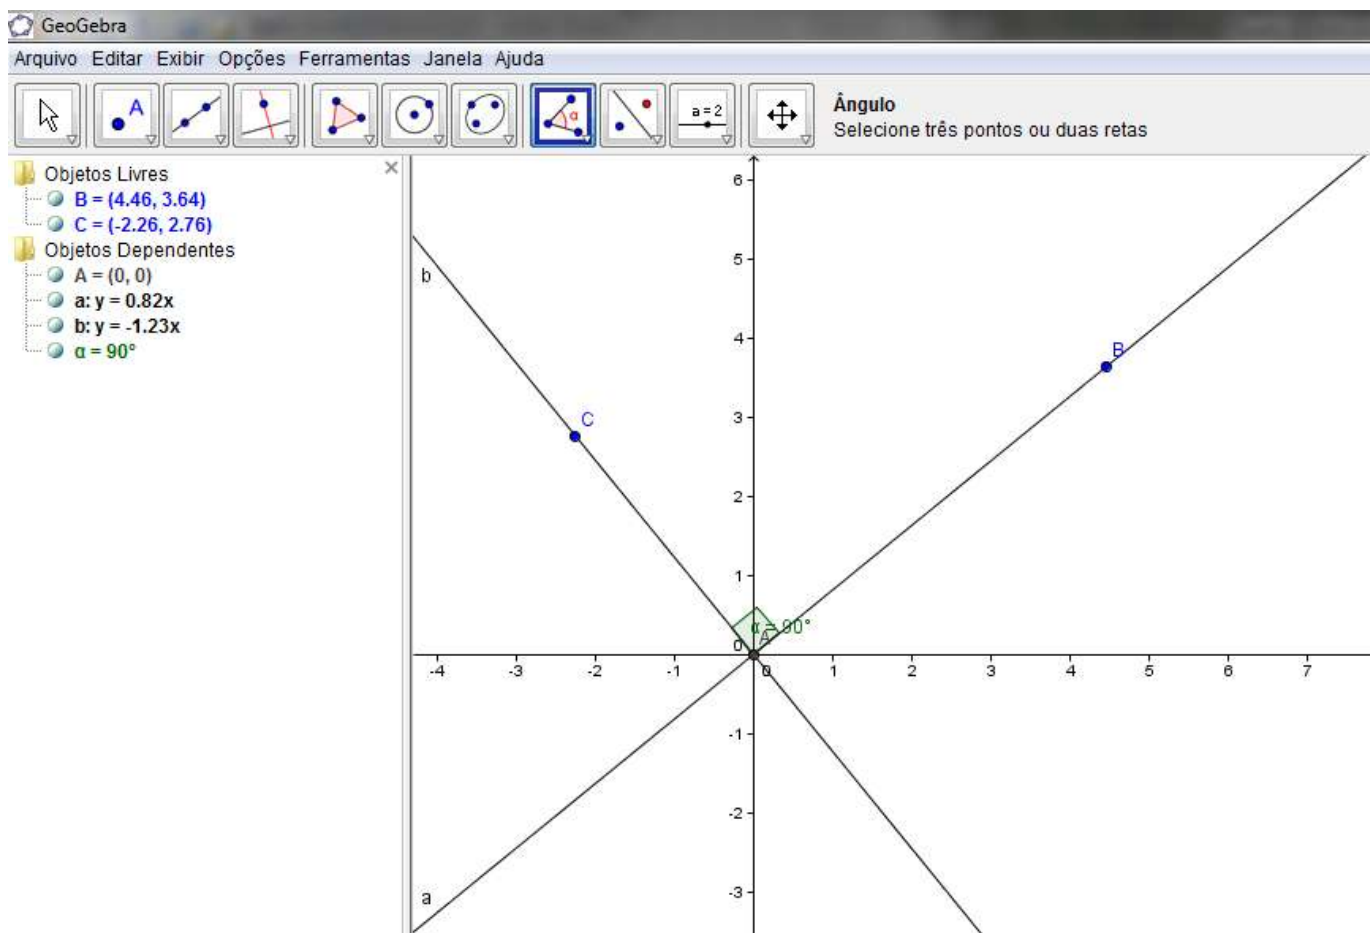 GeoGebra
Arquivo Editar Exibir Opções Ferramentas Janela Ajuda
A
α
a=2
Ângulo
Selecione três pontos ou duas retas
Objetos Livres
B = (4.46, 3.64)
C = (-2.26, 2.76)
Objetos Dependentes
A = (0, 0)
a: y = 0.82x
b: y = -1.23x
α = 90°
6
5
b
4
B
3
C
2
1
α = 90°
A
0
-4 -3 -2 -1 0 1 2 3 4 5 6 7
-1
-2
-3
a